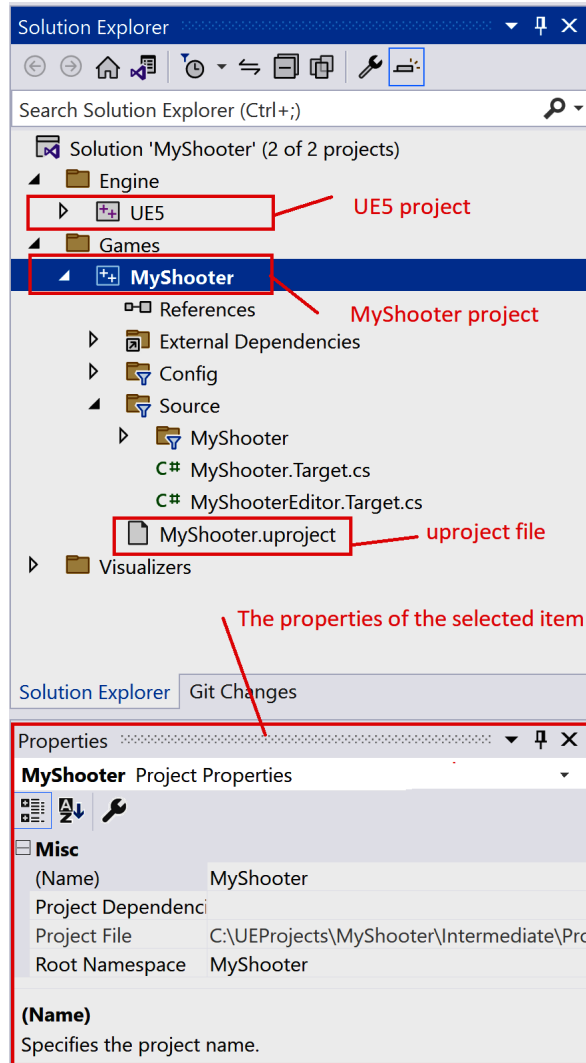 Solution Explorer
Search Solution Explorer (Ctrl+;)
Solution 'MyShooter' (2 of 2 projects)
Engine
UE5
UE5 project
Games
MyShooter
References
MyShooter project
External Dependencies
Config
Source
MyShooter
C# MyShooter.Target.cs
C# MyShooterEditor.Target.cs
MyShooter.uproject
uproject file
Visualizers
The properties of the selected item
Solution Explorer Git Changes
Properties
MyShooter Project Properties
Misc
(Name) MyShooter
Project Dependenci
Project File C:\UEProjects\MyShooter\Intermediate\Pro
Root Namespace MyShooter
(Name)
Specifies the project name.